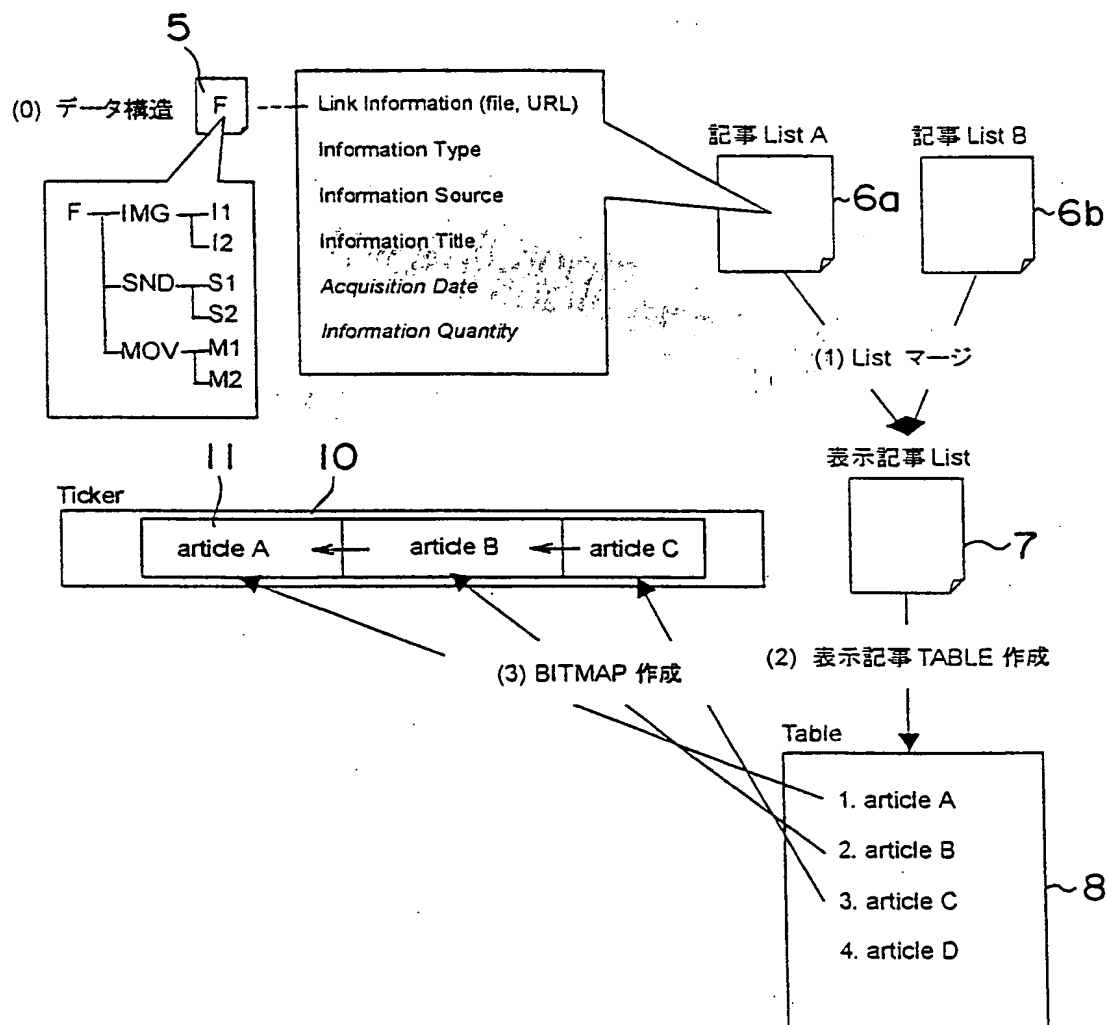 5
(0) データ構造
F
Link Information (file, URL)
Information Type
Information Source
Information Title
Acquisition Date
Information Quantity
F IMG I1
I2
SND S1
S2
MOV M1
M2
記事 List A
記事 List B
6a
6b
(1) List マージ
表示記事 List
7
11
10
Ticker
article A
article B
article C
(2) 表示記事 TABLE 作成
(3) BITMAP 作成
Table
1. article A
2. article B
3. article C
4. article D
8